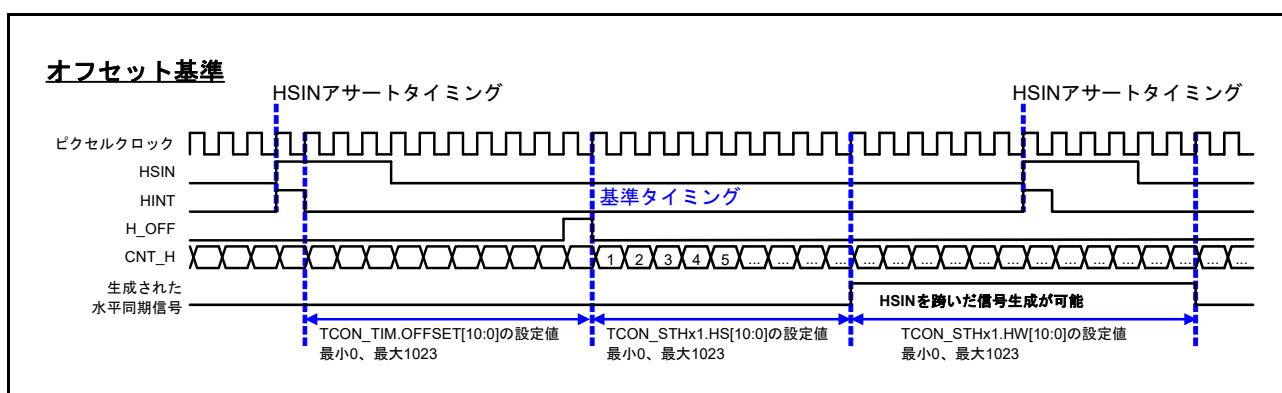 オフセット基準
HSINアサートタイミング
HSINアサートタイミング
ピクセルクロック
HSIN
HINT
基準タイミング
H_OFF
CNT_H
1 2 3 4 5 ... ... ... ... ... ... ... ... ... ... ... ... ... ... ... ... ... ...
生成された
水平同期信号
HSINを跨いだ信号生成が可能
TCON_TIM.OFFSET[10:0]の設定値
最小0、最大1023
TCON_STHx1.HS[10:0]の設定値
最小0、最大1023
TCON_STHx1.HW[10:0]の設定値
最小0、最大1023